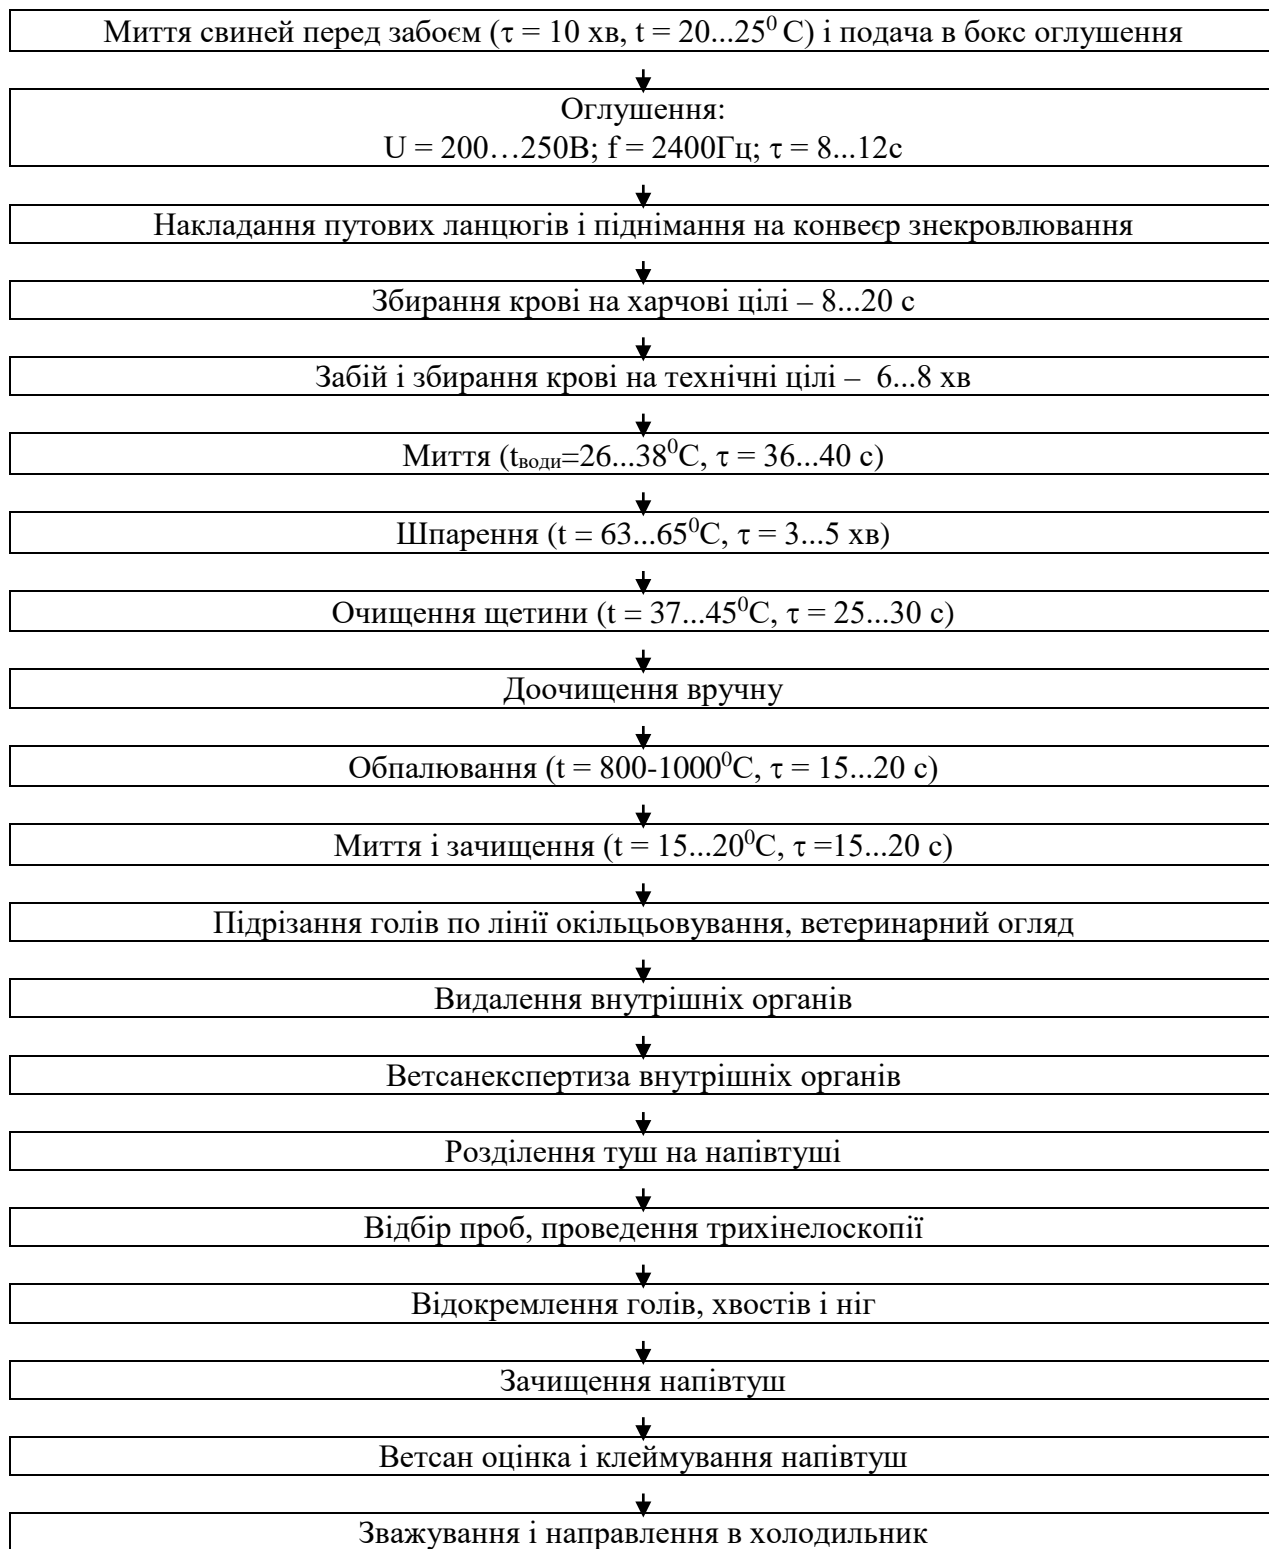 Миття свиней перед забоєм (τ = 10 хв, t = 20...25⁰ С) і подача в бокс оглушення
Оглушення:
U = 200…250В; f = 2400Гц; τ = 8...12с
Накладання путових ланцюгів і піднімання на конвеєр знекровлювання
Збирання крові на харчові цілі – 8...20 с
Забій і збирання крові на технічні цілі – 6...8 хв
Миття (tводи=26...38⁰С, τ = 36...40 с)
Шпарення (t = 63...65⁰С, τ = 3...5 хв)
Очищення щетини (t = 37...45⁰С, τ = 25...30 с)
Доочищення вручну
Обпалювання (t = 800-1000⁰С, τ = 15...20 с)
Миття і зачищення (t = 15...20⁰С, τ =15...20 с)
Підрізання голів по лінії окільцьовування, ветеринарний огляд
Видалення внутрішніх органів
Ветсанекспертиза внутрішніх органів
Розділення туш на напівтуші
Відбір проб, проведення трихінелоскопії
Відокремлення голів, хвостів і ніг
Зачищення напівтуш
Ветсан оцінка і клеймування напівтуш
Зважування і направлення в холодильник